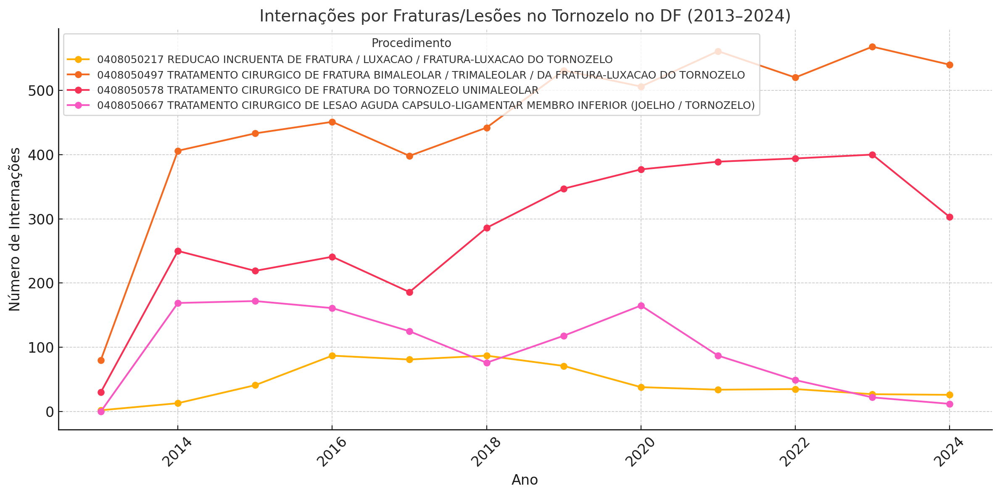 Internações por Fraturas/Lesões no Tornozelo no DF (2013–2024)
Procedimento
0408050217 REDUCAO INCRUENTA DE FRATURA / LUXACAO / FRATURA-LUXACAO DO TORNOZELO
0408050497 TRATAMENTO CIRURGICO DE FRATURA BIMALEOLAR / TRIMALEOLAR / DA FRATURA-LUXACAO DO TORNOZELO
0408050578 TRATAMENTO CIRURGICO DE FRATURA DO TORNOZELO UNIMALEOLAR
0408050667 TRATAMENTO CIRURGICO DE LESAO AGUDA CAPSULO-LIGAMENTAR MEMBRO INFERIOR (JOELHO / TORNOZELO)
Número de Internações
500
400
300
200
100
0
2014
2016
2018
2020
2022
2024
Ano